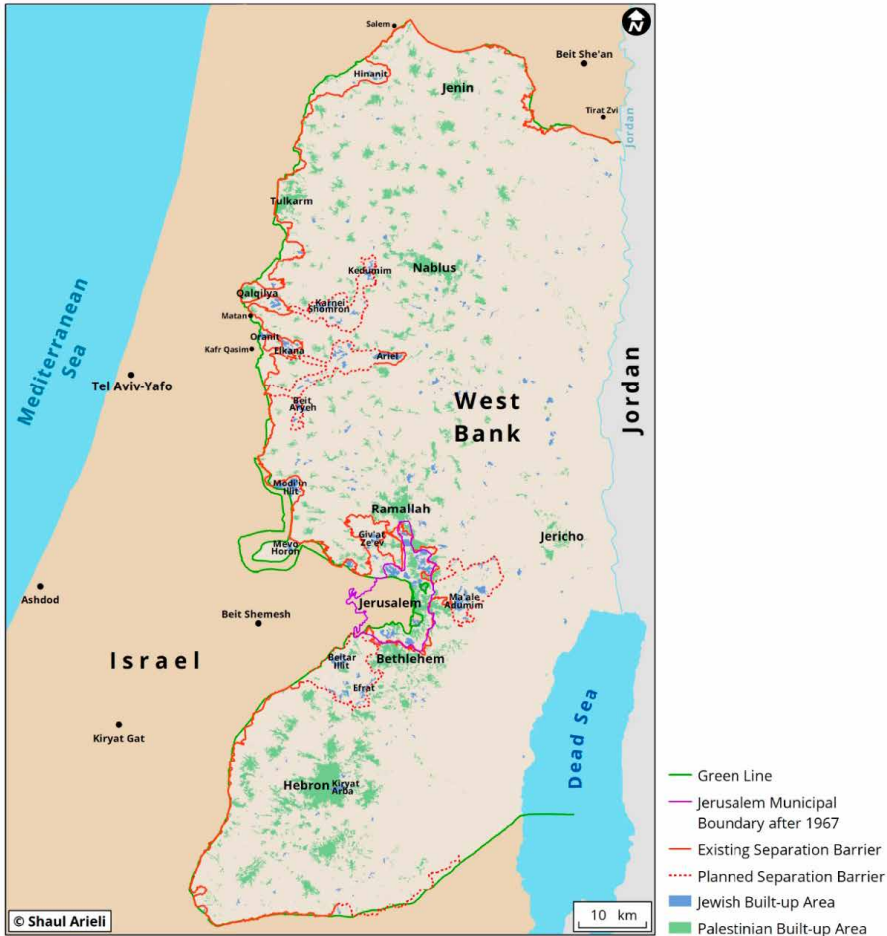 N
Salem
Beit She'an
Hinanit
Jenin
Tirat Zvi
Jordan
Tulkarm
Kedumim
Nablus
Qalqilya
Karnei
Shomron
Matan
Oranit
Kafr Qasim
Elkana
Ariel
Mediterranean
Sea
Tel Aviv-Yafo
Beit
Aryeh
West
Bank
Jordan
Modi'in
Illit
Ramallah
Giv'at
Ze'ev
Jericho
Mevo
Horon
Ashdod
Jerusalem
Ma'ale
Adumim
Beit Shemesh
Israel
Beitar
Illit
Bethlehem
Efrat
Kiryat Gat
Dead Sea
Hebron
Kiryat
Arba
Green Line
Jerusalem Municipal
Boundary after 1967
Existing Separation Barrier
Planned Separation Barrier
Jewish Built-up Area
Palestinian Built-up Area
10 km
© Shaul Arieli